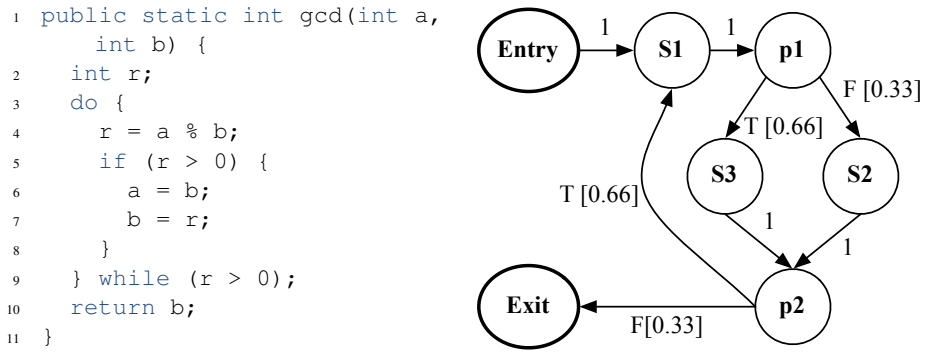 1 public static int gcd(int a,
int b) {
2 int r;
3 do {
4 r = a % b;
5 if (r > 0) {
6 a = b;
7 b = r;
8 }
9 } while (r > 0);
10 return b;
11 }
1 1
Entry S1 p1
F [0.33]
T [0.66]
S3 S2
T [0.66]
1 1
Exit p2
F[0.33]